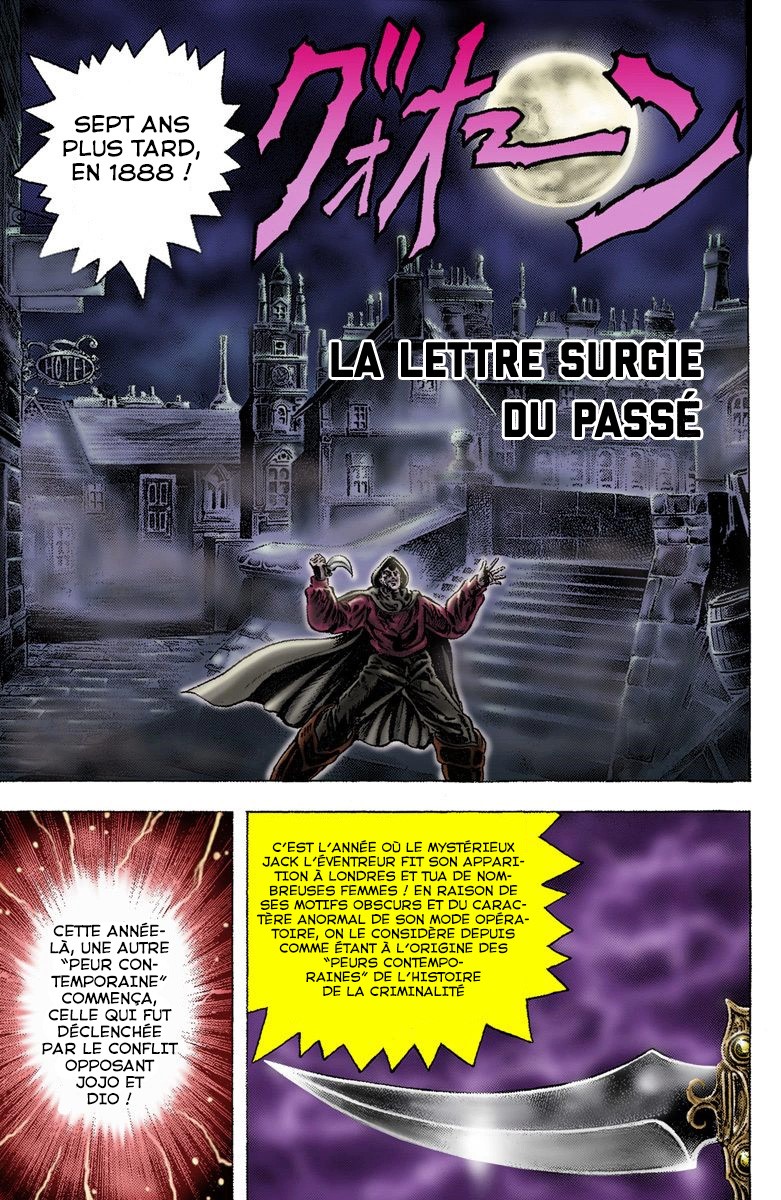 SEPT ANS
PLUS TARD,
EN 1888 !
グォオーーン
LA LETTRE SURGIE
DU PASSÉ
HOTEL
C'EST L'ANNÉE OÙ LE MYSTÉRIEUX
JACK L'ÉVENTREUR FIT SON APPARI-
TION À LONDRES ET TUA DE NOM-
BREUSES FEMMES ! EN RAISON DE
SES MOTIFS OBSCURS ET DU CARAC-
TÈRE ANORMAL DE SON MODE OPÉRA-
TOIRE, ON LE CONSIDÈRE DEPUIS
COMME ÉTANT À L'ORIGINE DES
"PEURS CONTEMPO-
RAINES" DE L'HISTOIRE
DE LA CRIMINALITÉ
CETTE ANNÉE-
LÀ, UNE AUTRE
"PEUR CON-
TEMPORAINE"
COMMENÇA,
CELLE QUI FUT
DÉCLENCHÉE
PAR LE CONFLIT
OPPOSANT
JOJO ET
DIO !